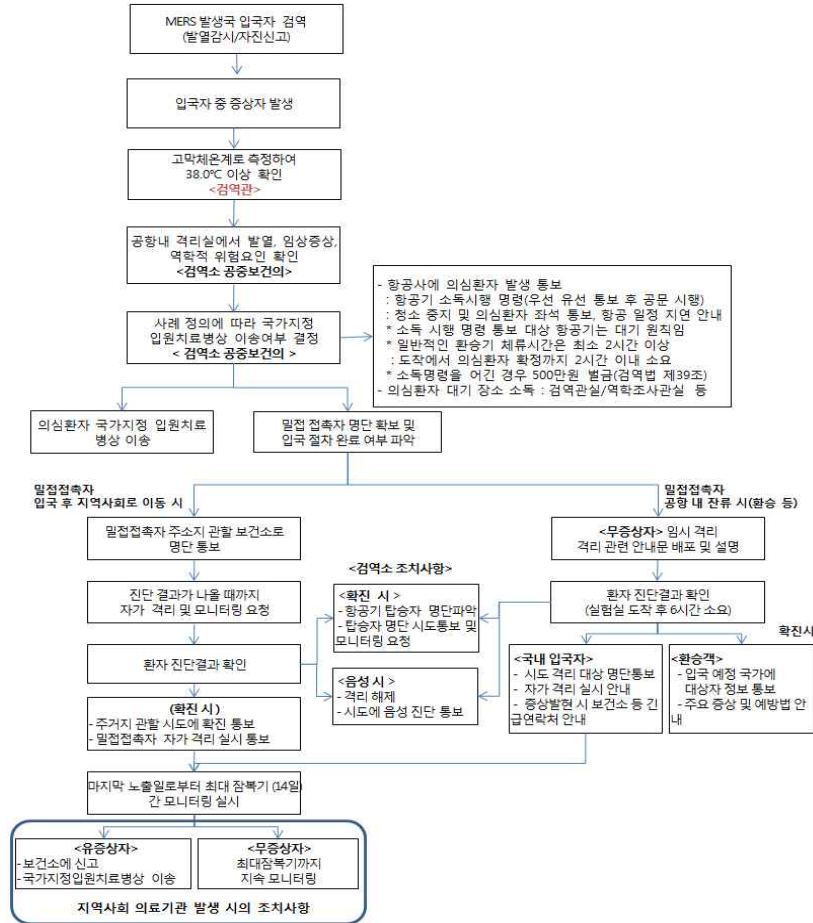 MERS 발생국 입국자 검역
(발열감시/자진신고)
입국자 중 증상자 발생
고막체온계로 측정하여
38.0℃ 이상 확인
<검역관>
공항내 격리실에서 발열, 임상증상,
역학적 위험요인 확인
<검역소 공중보건의>
사례 정의에 따라 국가지정
입원치료병상 이송여부 결정
< 검역소 공중보건의 >
- 항공사에 의심환자 발생 통보
: 항공기 소독시행 명령(우선 유선 통보 후 공문 시행)
: 청소 중지 및 의심환자 좌석 통보, 항공 일정 지연 안내
* 소독 시행 명령 통보 대상 항공기는 대기 원칙임
* 일반적인 환승기 체류시간은 최소 2시간 이상
: 도착에서 의심환자 확정까지 2시간 이내 소요
* 소독명령을 어긴 경우 500만원 벌금(검역법 제39조)
- 의심환자 대기 장소 소독 : 검역관실/역학조사관실 등
의심환자 국가지정 입원치료
병상 이송
밀접 접촉자 명단 확보 및
입국 절차 완료 여부 파악
밀접접촉자
입국 후 지역사회로 이동 시
밀접접촉자
공항 내 잔류 시(환승 등)
밀접접촉자 주소지 관할 보건소로
명단 통보
<무증상자> 임시 격리
격리 관련 안내문 배포 및 설명
진단 결과가 나올 때까지
자가 격리 및 모니터링 요청
<검역소 조치사항>
<확진 시>
- 항공기 탑승자 명단파악
- 탑승자 명단 시도통보 및
모니터링 요청
환자 진단결과 확인
(실험실 도착 후 6시간 소요)
확진시
환자 진단결과 확인
<음성 시>
- 격리 해제
- 시도에 음성 진단 통보
<국내 입국자>
- 시도 격리 대상 명단통보
- 자가 격리 실시 안내
- 증상발현 시 보건소 등 긴
급연락처 안내
<환승객>
- 입국 예정 국가에
대상자 정보 통보
- 주요 증상 및 예방법 안
내
(확진 시)
- 주거지 관할 시도에 확진 통보
- 밀접접촉자 자가 격리 실시 통보
마지막 노출일로부터 최대 잠복기 (14일)
간 모니터링 실시
<유증상자>
- 보건소에 신고
- 국가지정입원치료병상 이송
<무증상자>
최대잠복기까지
지속 모니터링
지역사회 의료기관 발생 시의 조치사항